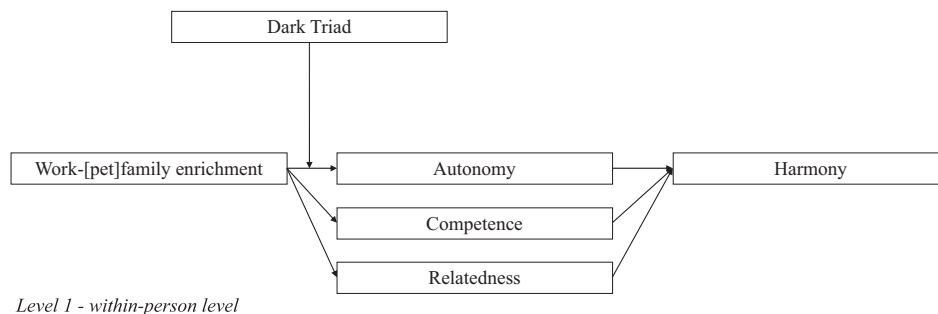 Dark Triad
Work-[pet]family enrichment
Autonomy
Harmony
Competence
Relatedness
Level 1 - within-person level